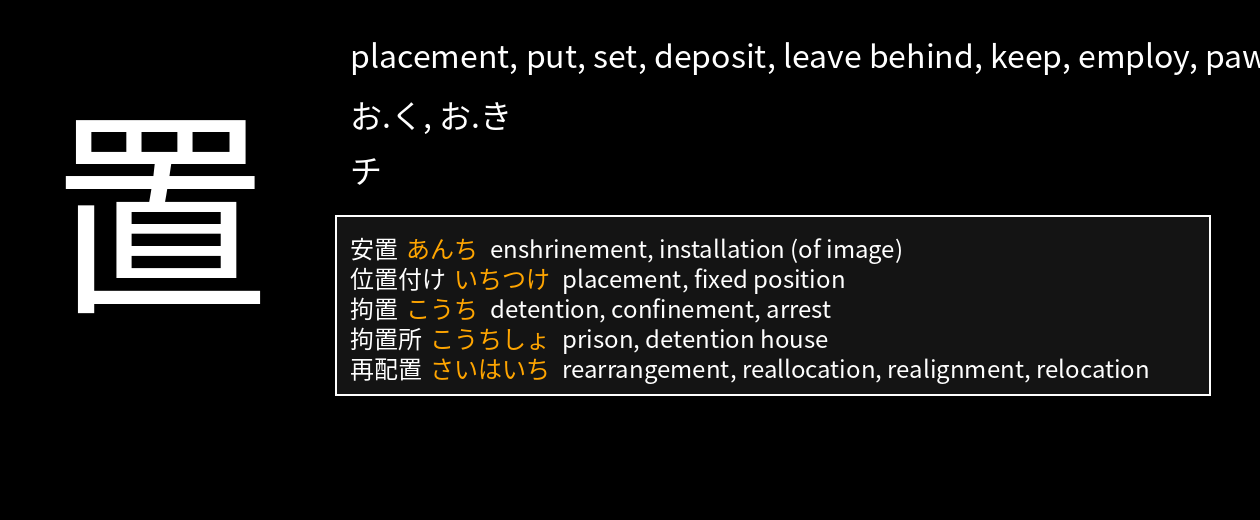 置
placement, put, set, deposit, leave behind, keep, employ,
お.く, お.き
チ
安置 あんち enshrinement, installation (of image)
位置付け いちつけ placement, fixed position
拘置 こうち detention, confinement, arrest
拘置所 こうちしょ prison, detention house
再配置 さいはいち rearrangement, reallocation, realignment, relocation